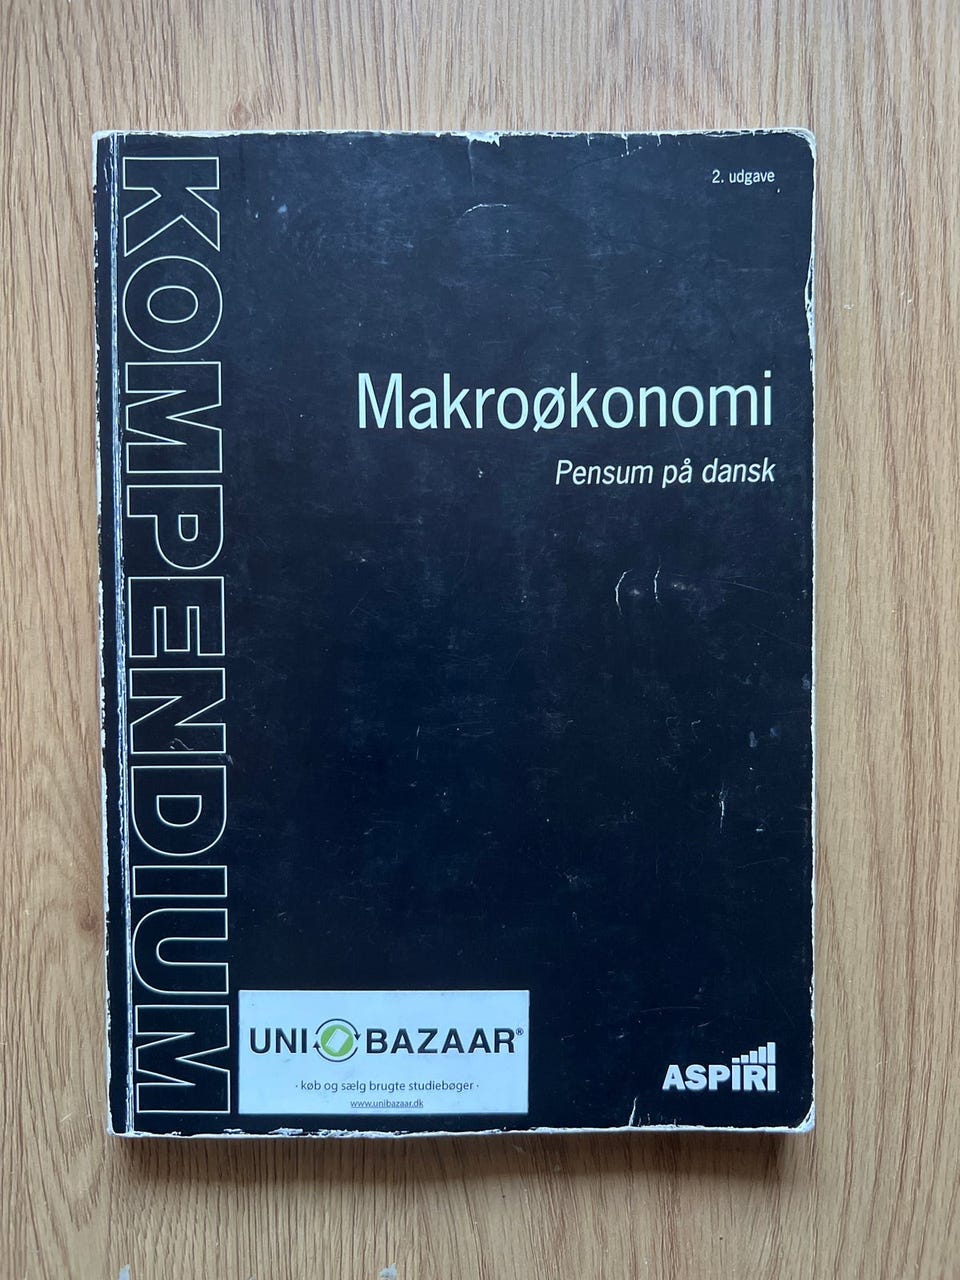 KOMPENDIUM
2. udgave
Makroøkonomi
Pensum på dansk
UNI BAZAAR®
· køb og sælg brugte studiebøger ·
www.unibazaar.dk
ASPIRI